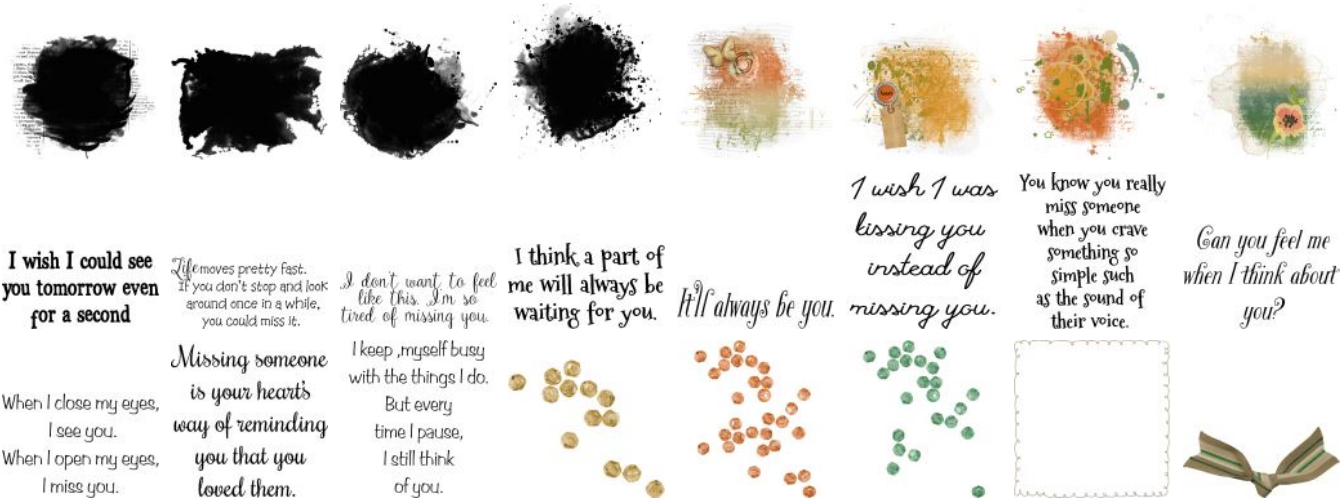 I wish I could see
you tomorrow even
for a second
Life moves pretty fast.
If you don't stop and look
around once in a while,
you could miss it.
I don't want to feel
like this. I'm so
tired of missing you.
I think a part of
me will always be
waiting for you.
It'll always be you.
I wish I was
kissing you
instead of
missing you.
You know you really
miss someone
when you crave
something so
simple such
as the sound of
their voice.
Can you feel me
when I think about
you?
When I close my eyes,
I see you.
When I open my eyes,
I miss you.
Missing someone
is your heart's
way of reminding
you that you
loved them.
I keep ,myself busy
with the things I do.
But every
time I pause,
I still think
of you.